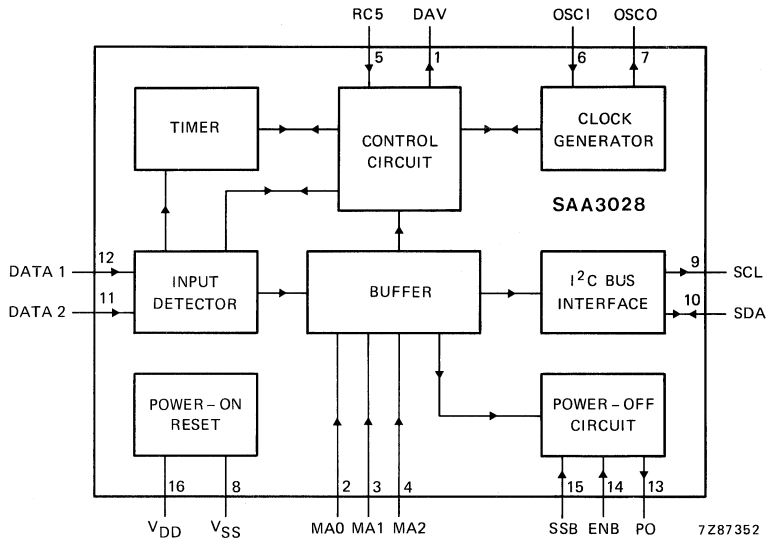 RC5 DAV OSCI OSCO
5 1 6 7
TIMER
CONTROL
CIRCUIT
CLOCK
GENERATOR
SAA3028
DATA 1 12
DATA 2 11
INPUT
DETECTOR
BUFFER
I²C BUS
INTERFACE
9 SCL
10 SDA
POWER–ON
RESET
POWER–OFF
CIRCUIT
16 8 2 3 4 15 14 13
VDD VSS MA0 MA1 MA2 SSB ENB PO
7Z87352